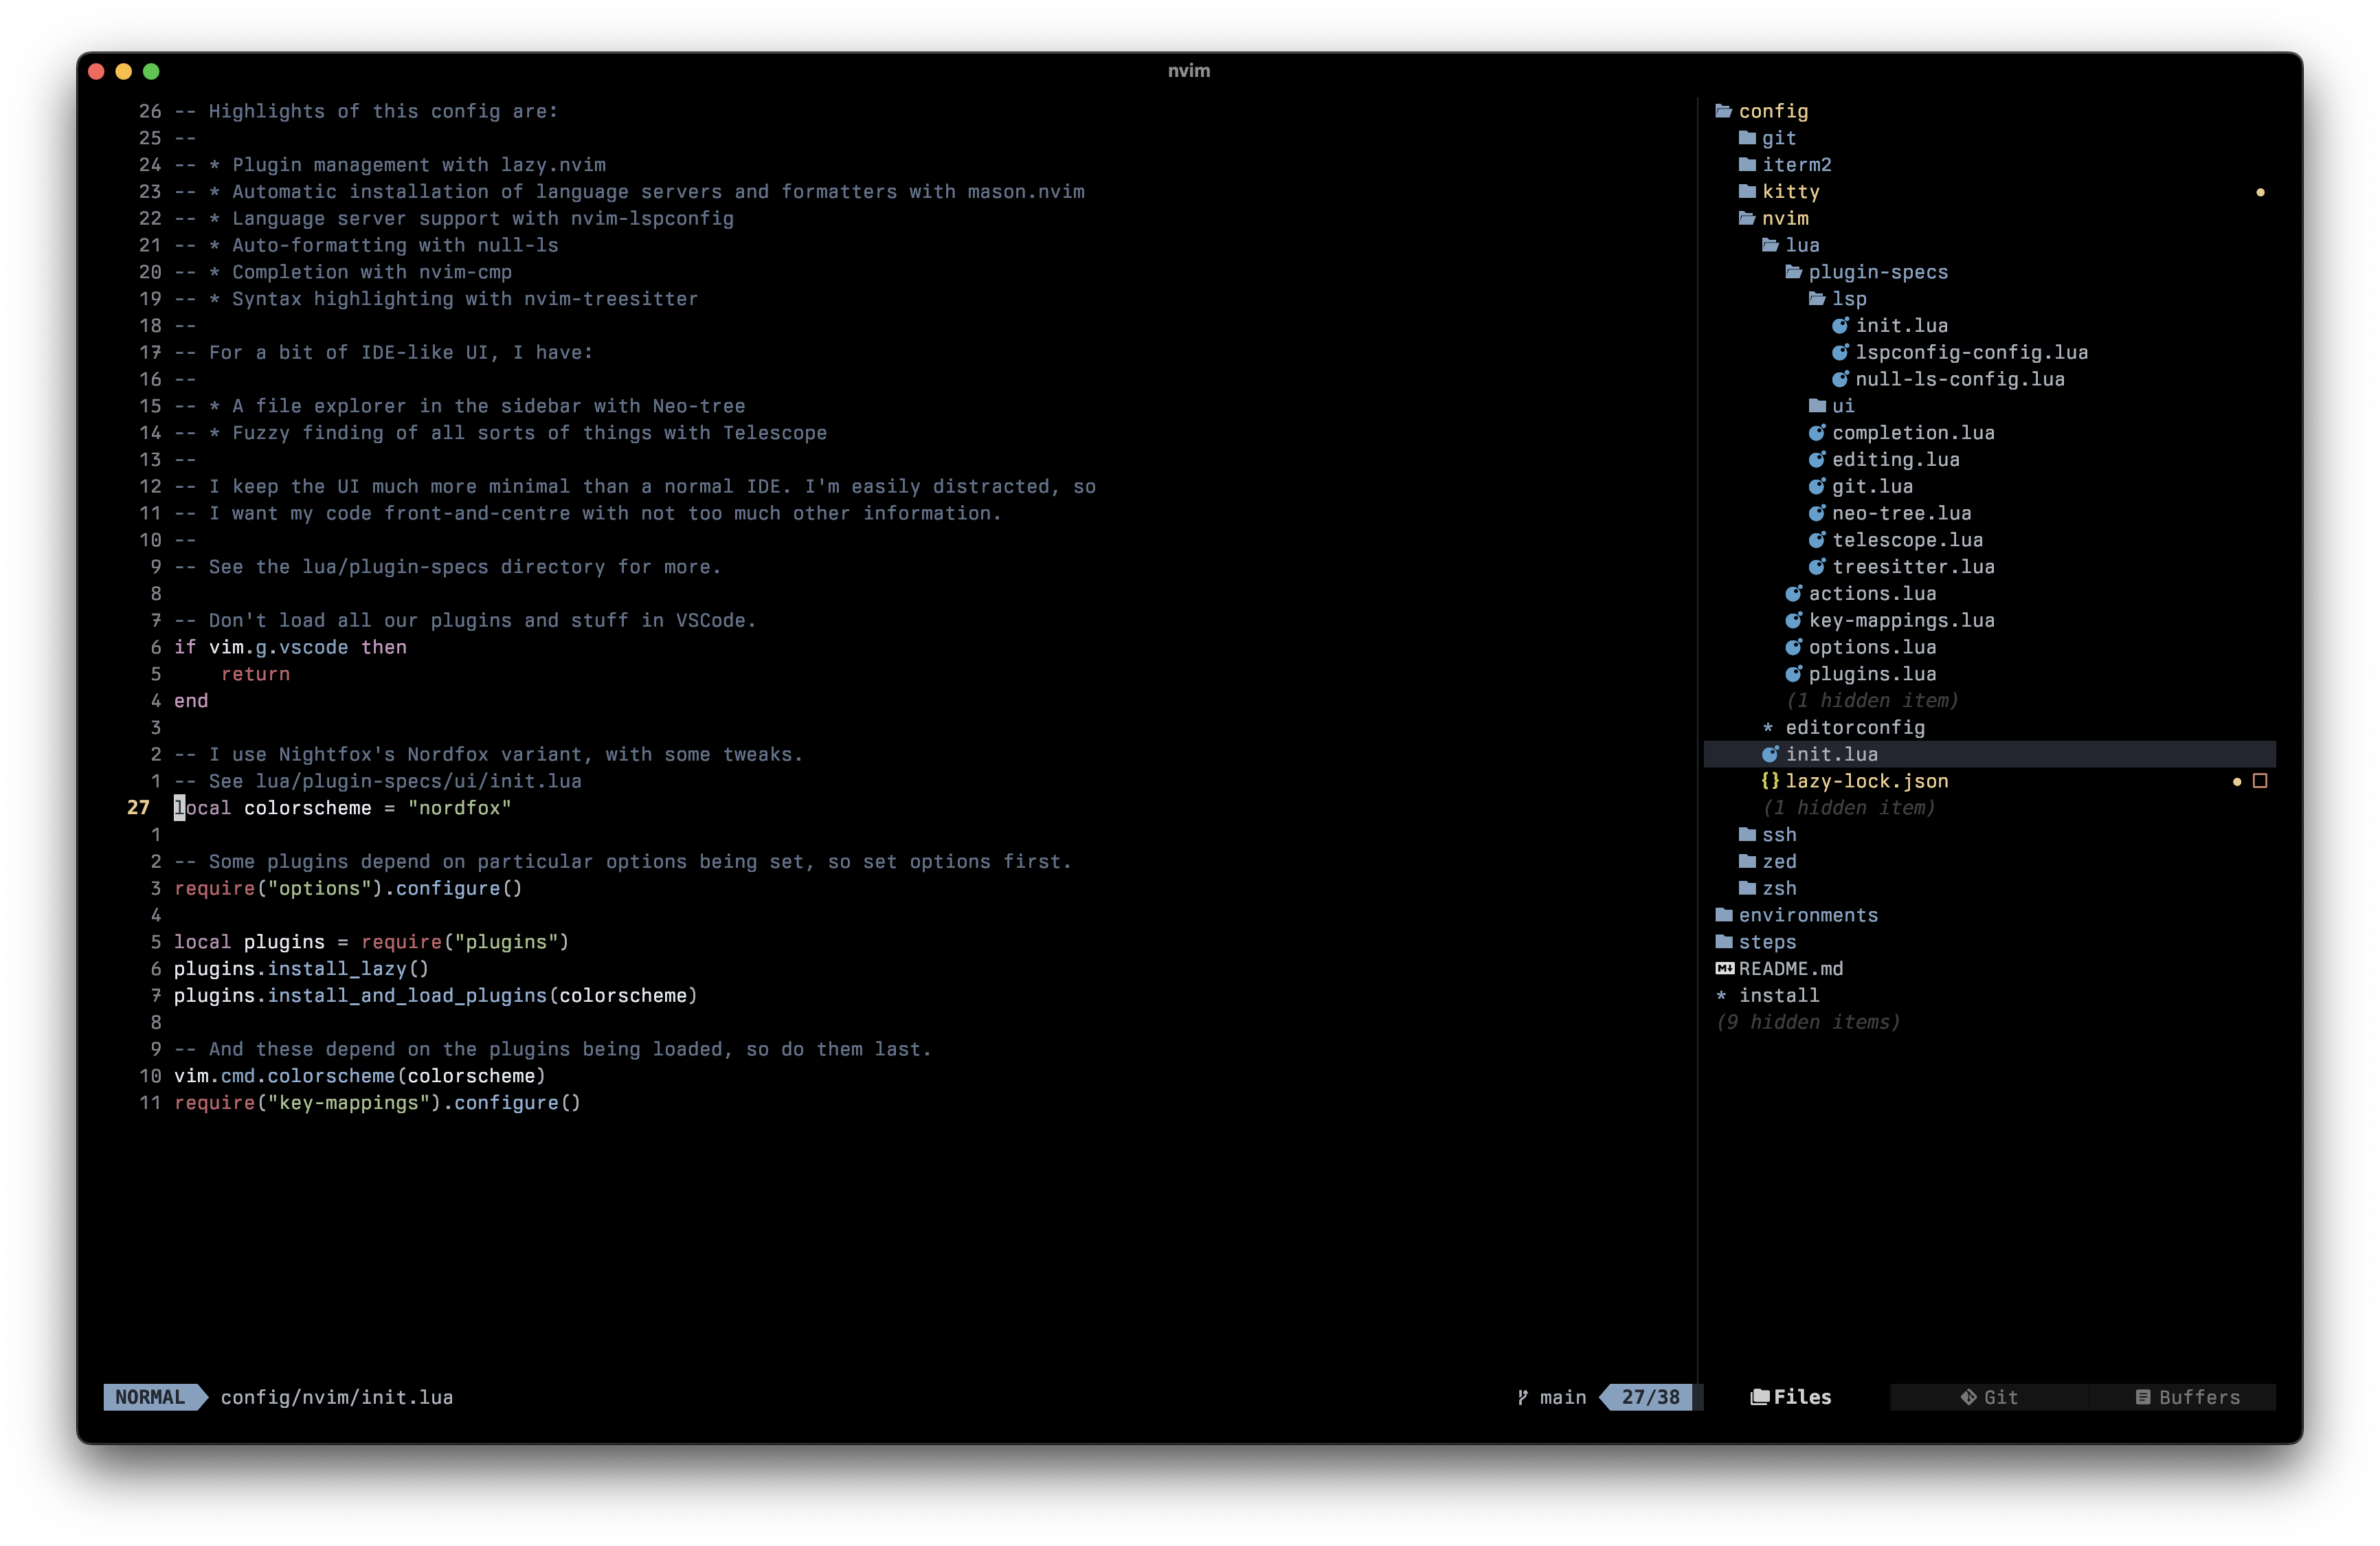 nvim
26 -- Highlights of this config are:
25 --
24 -- * Plugin management with lazy.nvim
23 -- * Automatic installation of language servers and formatters with mason.nvim
22 -- * Language server support with nvim-lspconfig
21 -- * Auto-formatting with null-ls
20 -- * Completion with nvim-cmp
19 -- * Syntax highlighting with nvim-treesitter
18 --
17 -- For a bit of IDE-like UI, I have:
16 --
15 -- * A file explorer in the sidebar with Neo-tree
14 -- * Fuzzy finding of all sorts of things with Telescope
13 --
12 -- I keep the UI much more minimal than a normal IDE. I'm easily distracted, so
11 -- I want my code front-and-centre with not too much other information.
10 --
9 -- See the lua/plugin-specs directory for more.
8
7 -- Don't load all our plugins and stuff in VSCode.
6 if vim.g.vscode then
5     return
4 end
3
2 -- I use Nightfox's Nordfox variant, with some tweaks.
1 -- See lua/plugin-specs/ui/init.lua
27 local colorscheme = "nordfox"
1
2 -- Some plugins depend on particular options being set, so set options first.
3 require("options").configure()
4
5 local plugins = require("plugins")
6 plugins.install_lazy()
7 plugins.install_and_load_plugins(colorscheme)
8
9 -- And these depend on the plugins being loaded, so do them last.
10 vim.cmd.colorscheme(colorscheme)
11 require("key-mappings").configure()
NORMAL config/nvim/init.lua main 27/38
config
git
iterm2
kitty
nvim
lua
plugin-specs
lsp
init.lua
lspconfig-config.lua
null-ls-config.lua
ui
completion.lua
editing.lua
git.lua
neo-tree.lua
telescope.lua
treesitter.lua
actions.lua
key-mappings.lua
options.lua
plugins.lua
(1 hidden item)
* editorconfig
init.lua
{} lazy-lock.json
(1 hidden item)
ssh
zed
zsh
environments
steps
README.md
* install
(9 hidden items)
Files Git Buffers